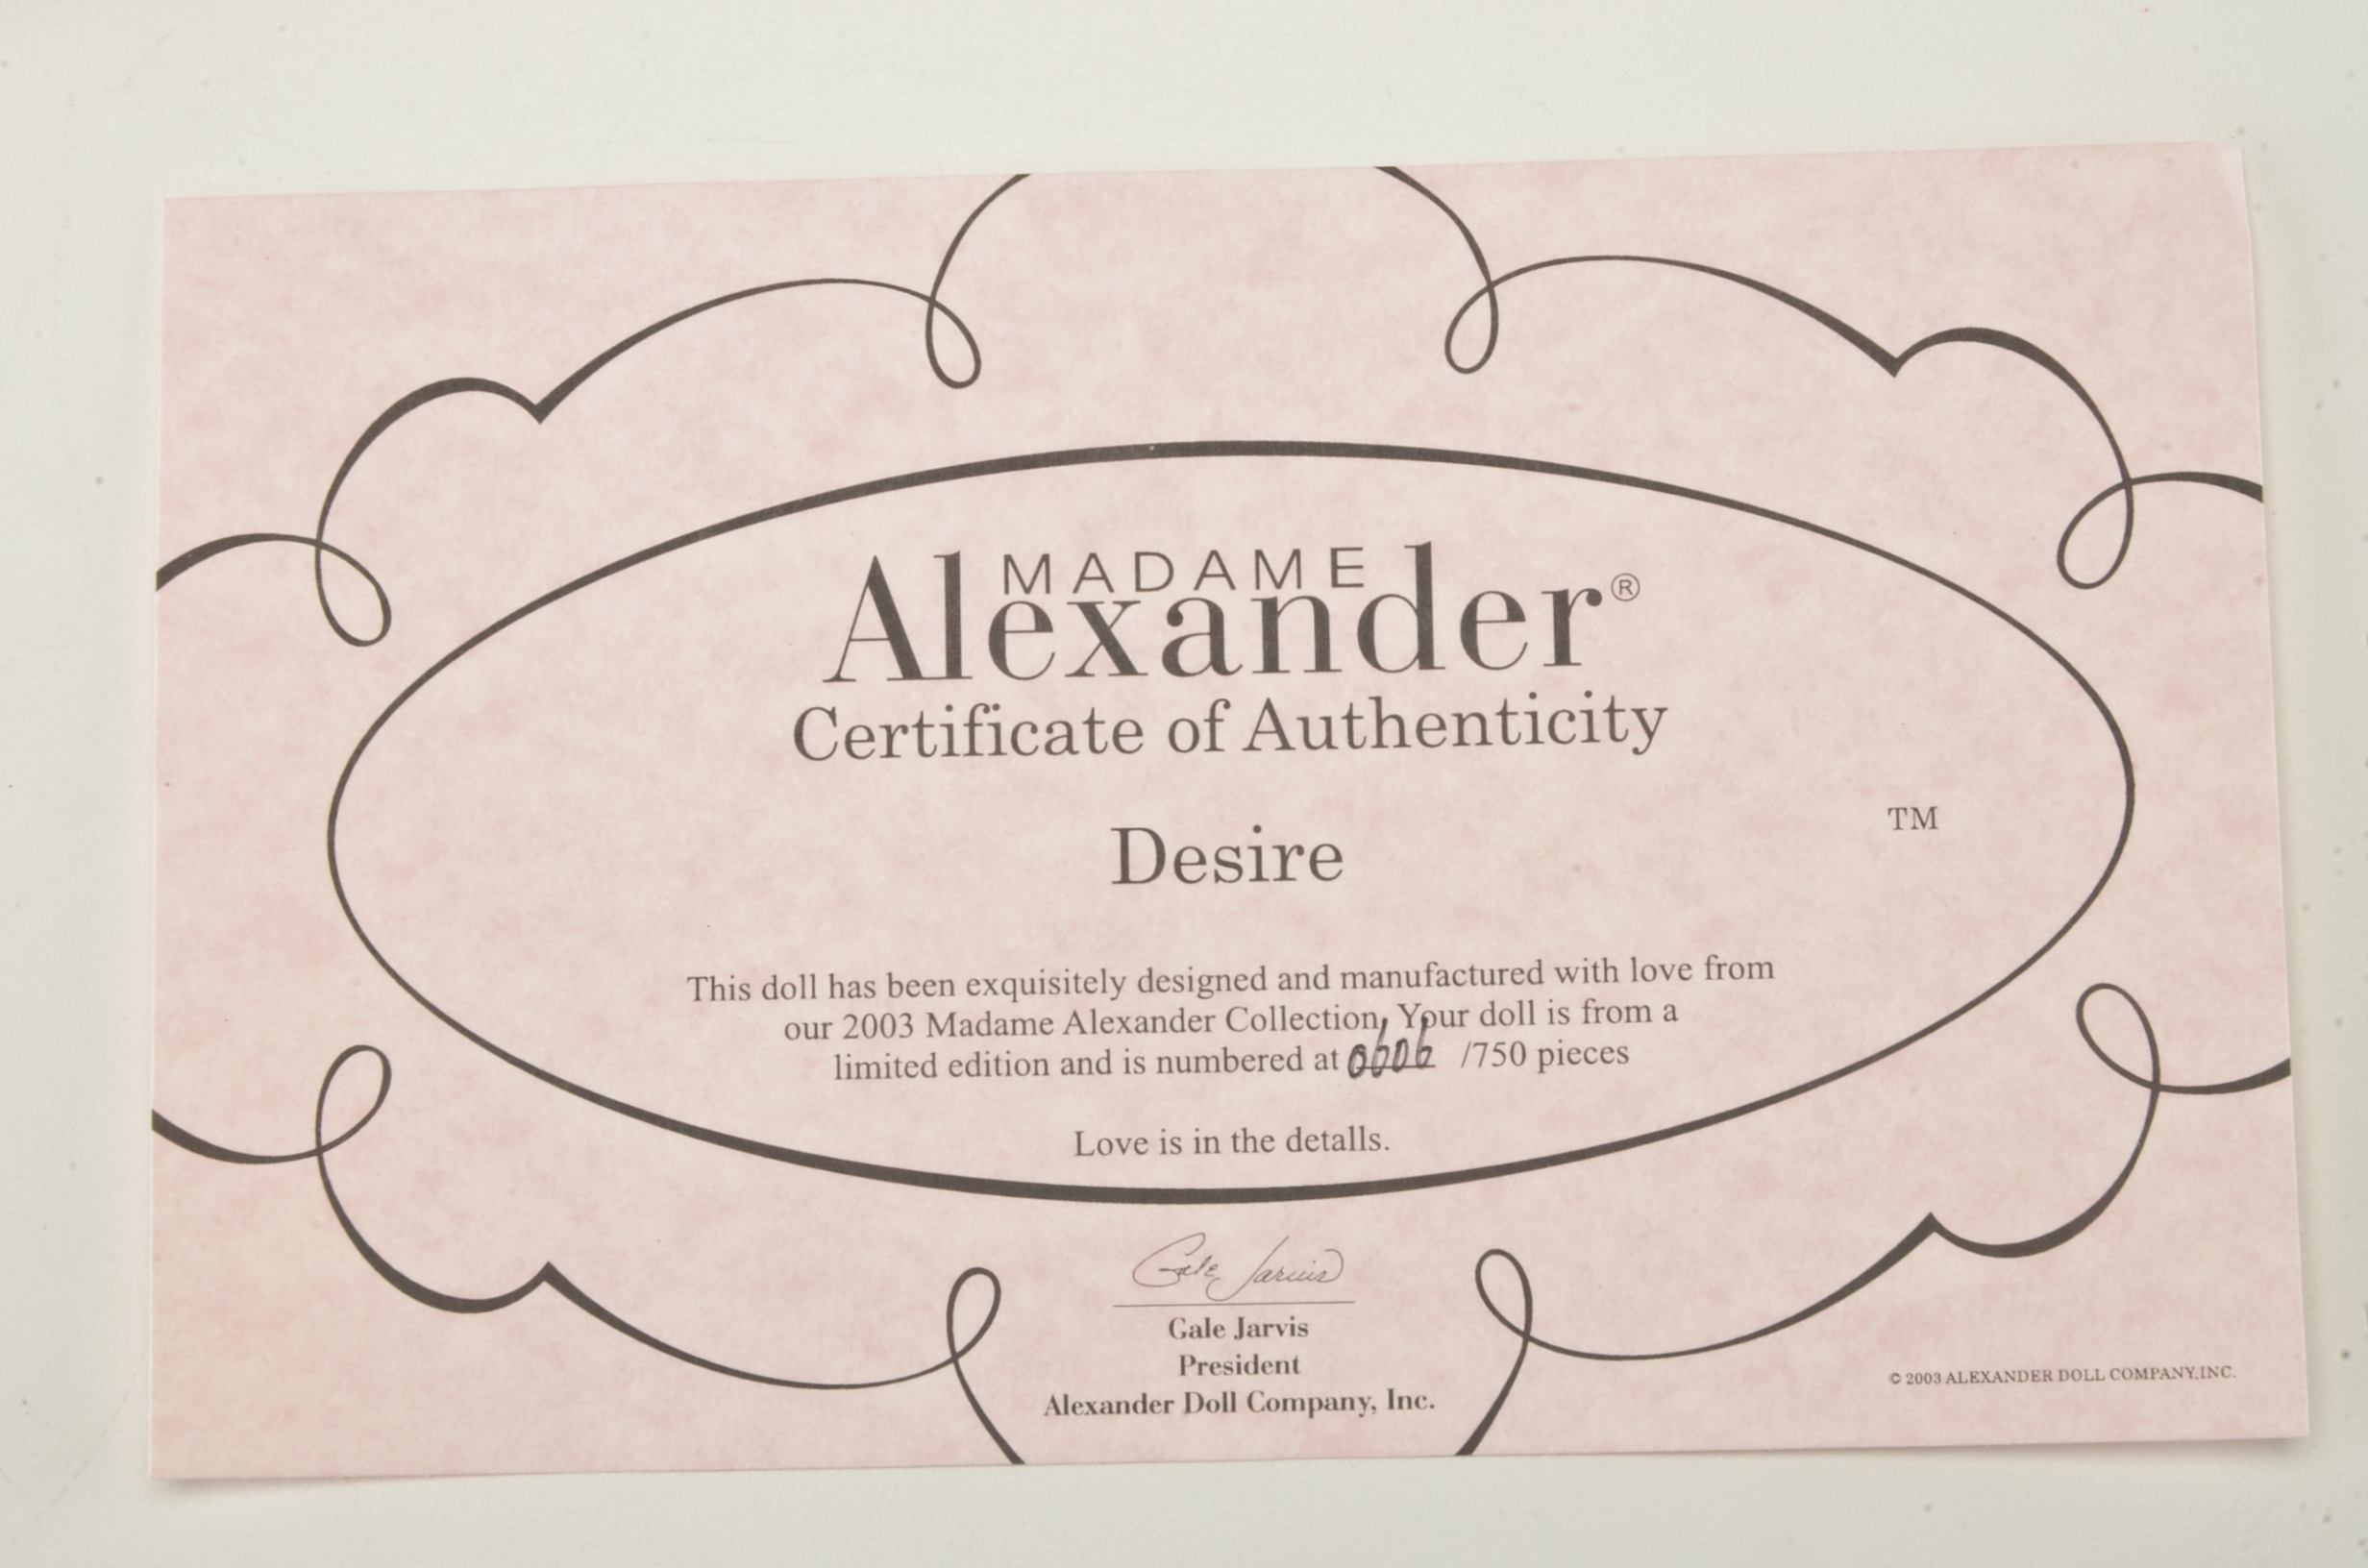 MADAME
Alexander®
Certificate of Authenticity
Desire
TM
This doll has been exquisitely designed and manufactured with love from
our 2003 Madame Alexander Collection. Your doll is from a
limited edition and is numbered at 0606 /750 pieces
Love is in the detalls.
Gale Jarvis
Gale Jarvis
President
Alexander Doll Company, Inc.
© 2003 ALEXANDER DOLL COMPANY, INC.